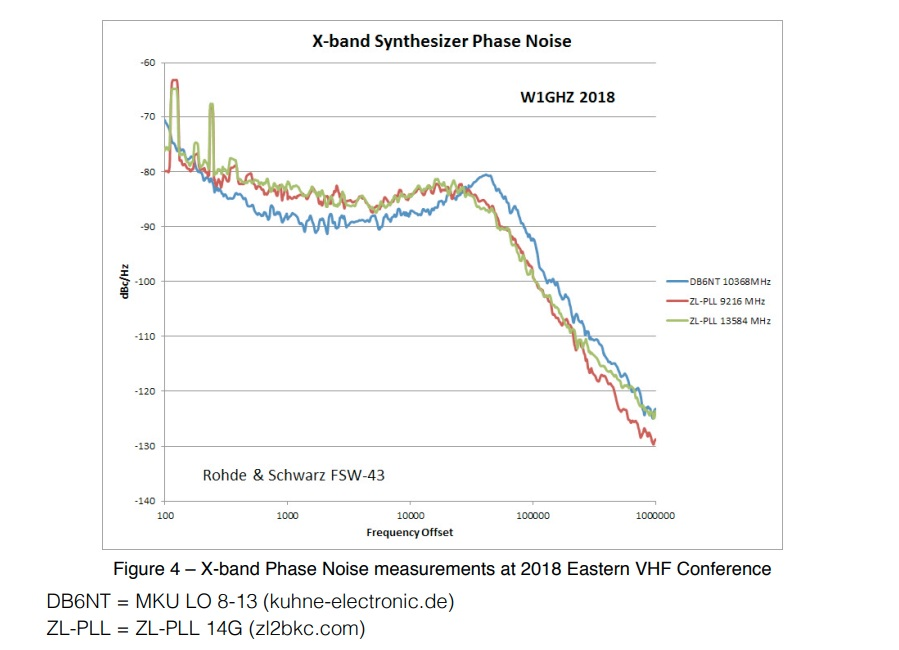 X-band Synthesizer Phase Noise
W1GHZ 2018
-60
-70
-80
-90
-100
-110
-120
-130
-140
dBc/Hz
DB6NT 10368MHz
ZL-PLL 9216 MHz
ZL-PLL 13584 MHz
Rohde & Schwarz FSW-43
100 1000 10000 100000 1000000
Frequency Offset
Figure 4 – X-band Phase Noise measurements at 2018 Eastern VHF Conference
DB6NT = MKU LO 8-13 (kuhne-electronic.de)
ZL-PLL = ZL-PLL 14G (zl2bkc.com)